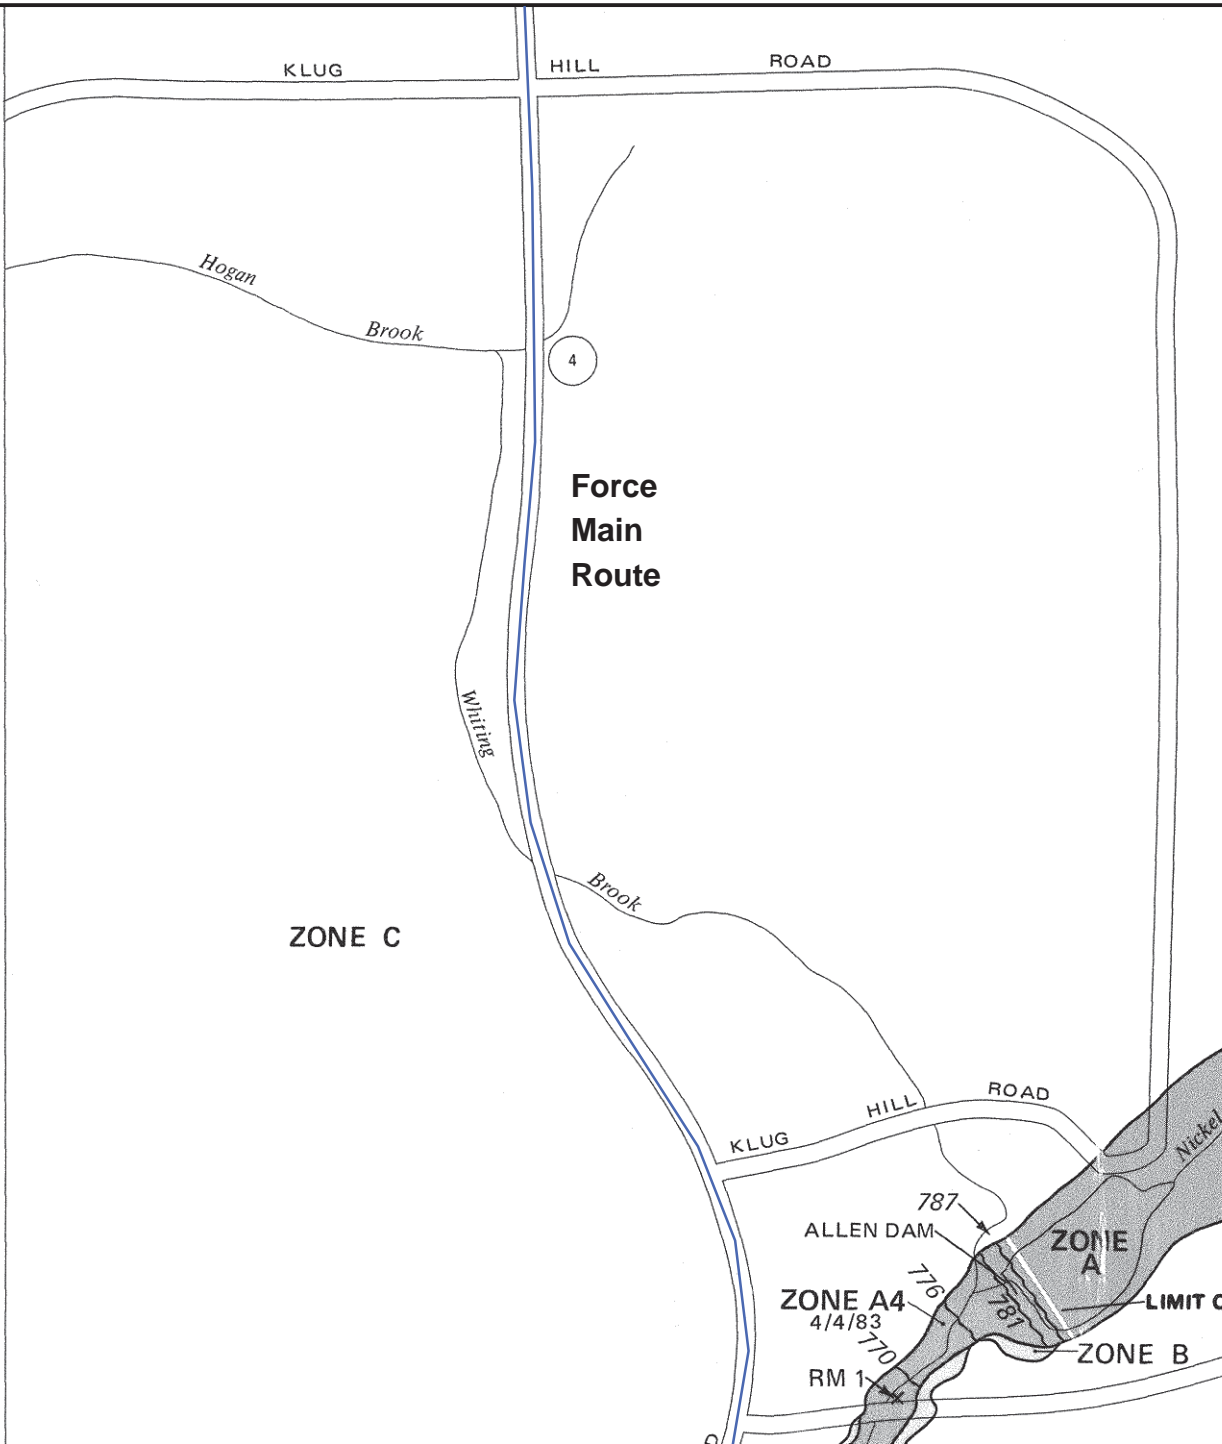 KLUG HILL ROAD
Hogan
Brook
4
Force
Main
Route
Whiting
Brook
ZONE C
KLUG HILL ROAD
Nickel
787
ALLEN DAM
ZONE
A
776
ZONE A4
4/4/83
781
LIMIT
770
ZONE B
RM 1